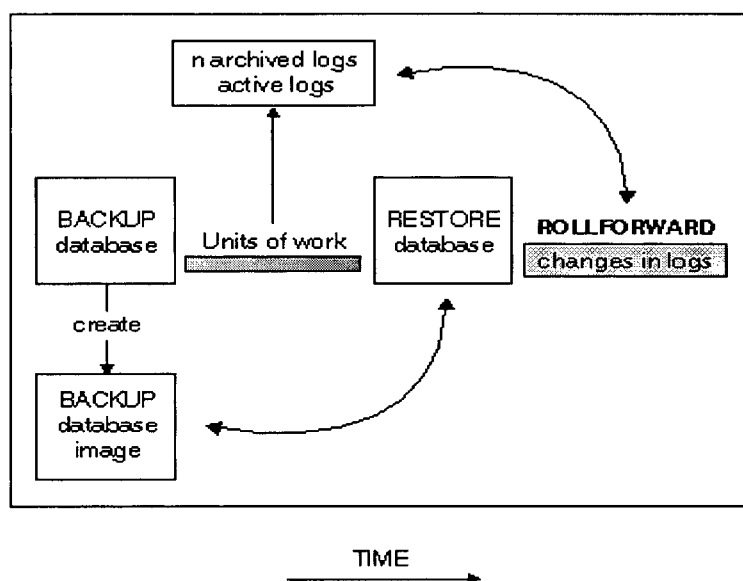 n archived logs
active logs
BACKUP
database
Units of work
RESTORE
database
ROLLFORWARD
changes in logs
create
BACKUP
database
image
TIME